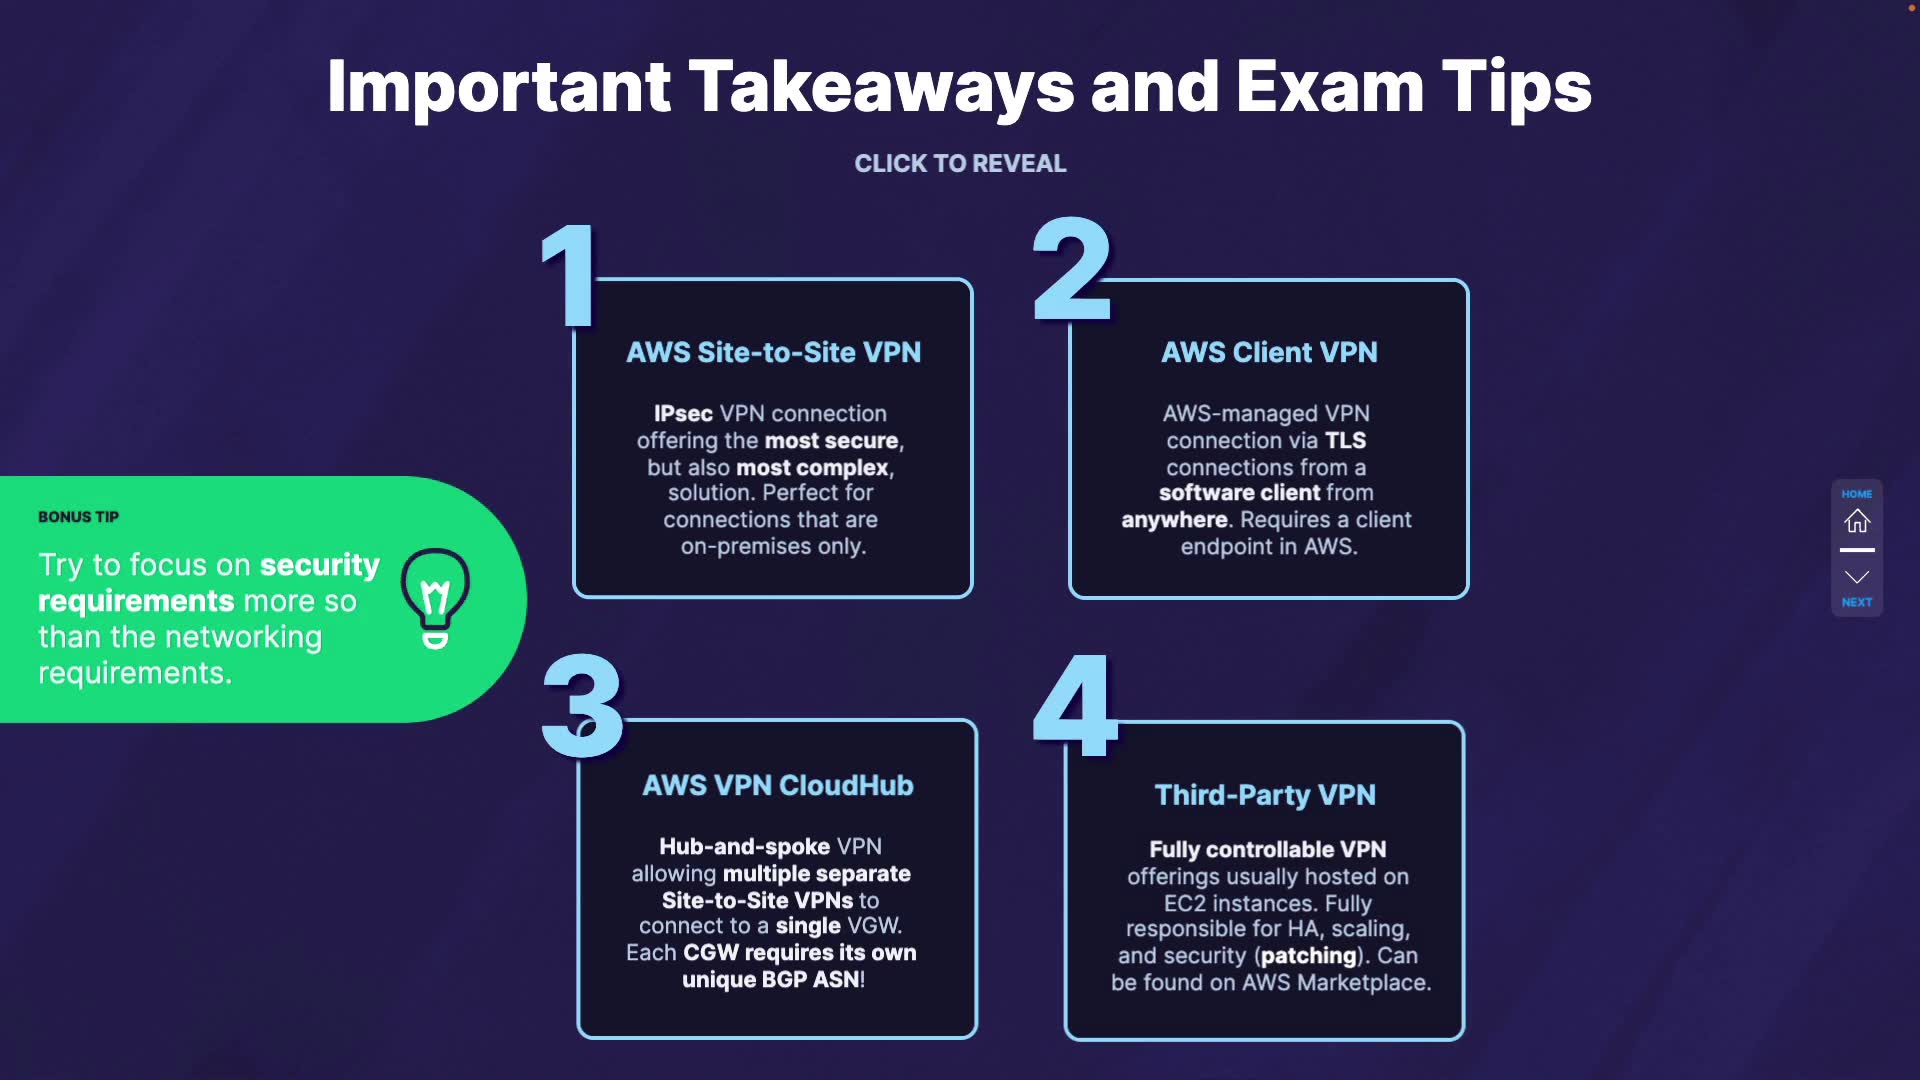 Important Takeaways and Exam Tips
CLICK TO REVEAL
1
AWS Site-to-Site VPN
IPsec VPN connection
offering the most secure,
but also most complex,
solution. Perfect for
connections that are
on-premises only.
2
AWS Client VPN
AWS-managed VPN
connection via TLS
connections from a
software client from
anywhere. Requires a client
endpoint in AWS.
BONUS TIP
Try to focus on security
requirements more so
than the networking
requirements.
HOME
NEXT
3
AWS VPN CloudHub
Hub-and-spoke VPN
allowing multiple separate
Site-to-Site VPNs to
connect to a single VGW.
Each CGW requires its own
unique BGP ASN!
4
Third-Party VPN
Fully controllable VPN
offerings usually hosted on
EC2 instances. Fully
responsible for HA, scaling,
and security (patching). Can
be found on AWS Marketplace.